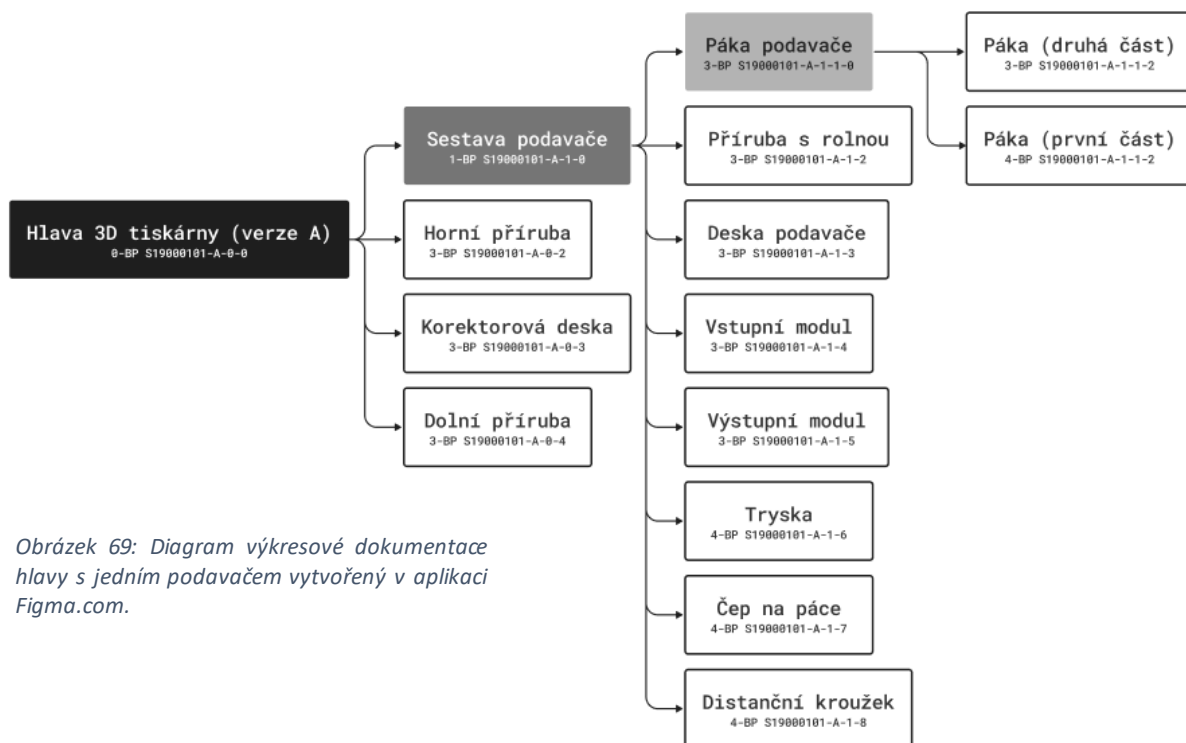 Páka podavače
3-BP S19000101-A-1-1-0
Páka (druhá část)
3-BP S19000101-A-1-1-2
Sestava podavače
1-BP S19000101-A-1-0
Příruba s rolnou
3-BP S19000101-A-1-2
Páka (první část)
4-BP S19000101-A-1-1-2
Hlava 3D tiskárny (verze A)
0-BP S19000101-A-0-0
Horní příruba
3-BP S19000101-A-0-2
Deska podavače
3-BP S19000101-A-1-3
Korektorová deska
3-BP S19000101-A-0-3
Vstupní modul
3-BP S19000101-A-1-4
Dolní příruba
3-BP S19000101-A-0-4
Výstupní modul
3-BP S19000101-A-1-5
Tryska
4-BP S19000101-A-1-6
Čep na páce
4-BP S19000101-A-1-7
Distanční kroužek
4-BP S19000101-A-1-8
Obrázek 69: Diagram výkresové dokumentace
hlavy s jedním podavačem vytvořený v aplikaci
Figma.com.